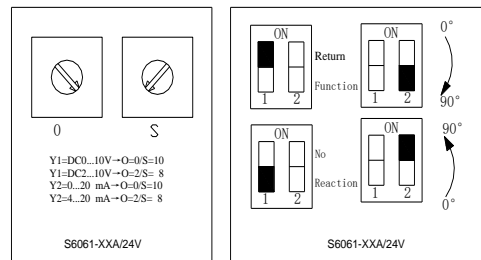 O S
Y1=DC0...10V→O=0/S=10
Y1=DC2...10V→O=2/S= 8
Y2=0...20 mA→O=0/S=10
Y2=4...20 mA→O=2/S= 8
S6061-XXA/24V
ON ON 0°
Return
Function
1 2 1 2 90°
ON ON 90°
No
Reaction
1 2 1 2 0°
S6061-XXA/24V